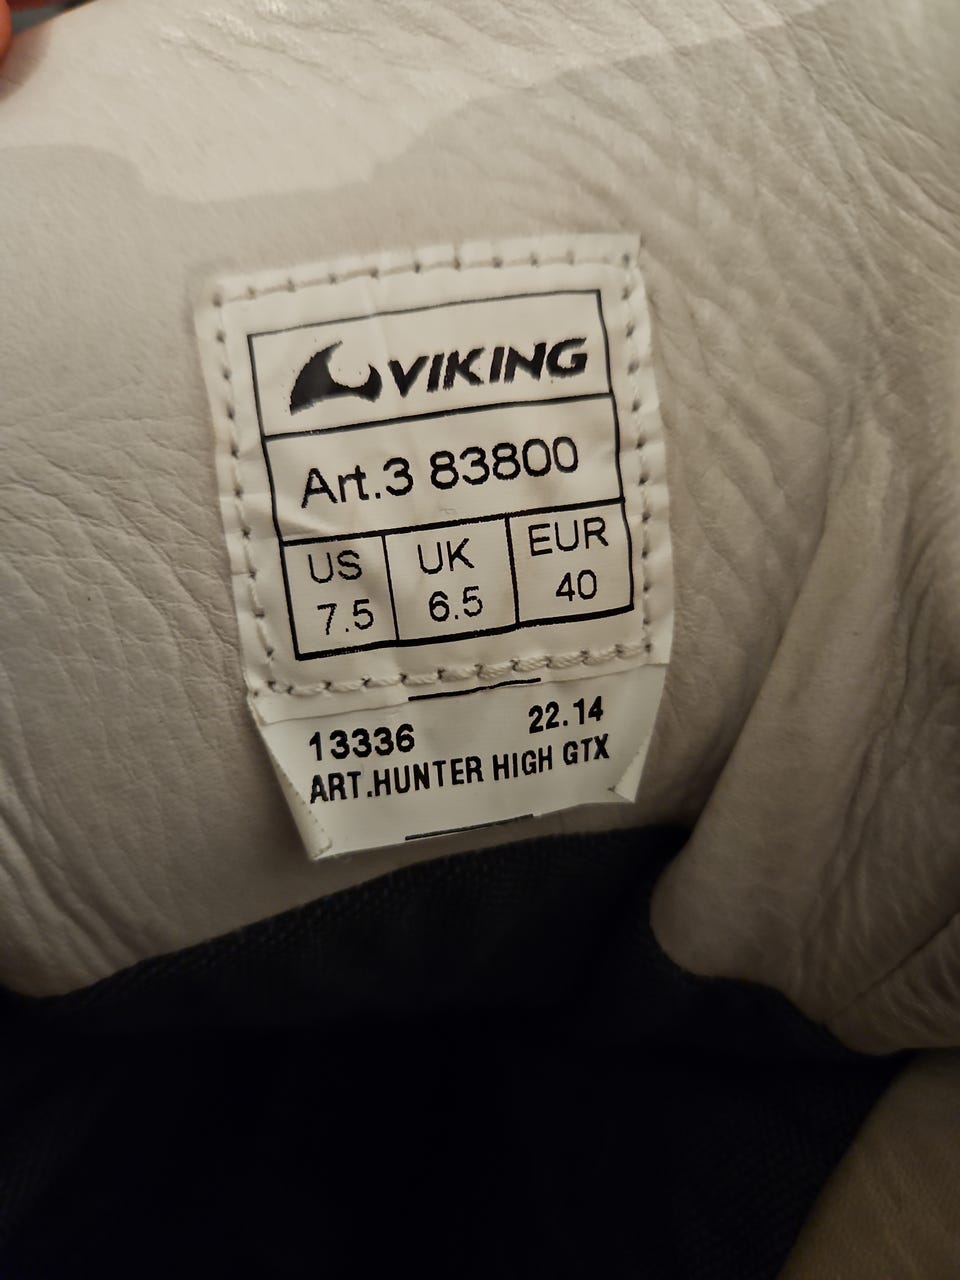 VIKING
Art.3 83800
US UK EUR
7.5 6.5 40
13336 22.14
ART.HUNTER HIGH GTX